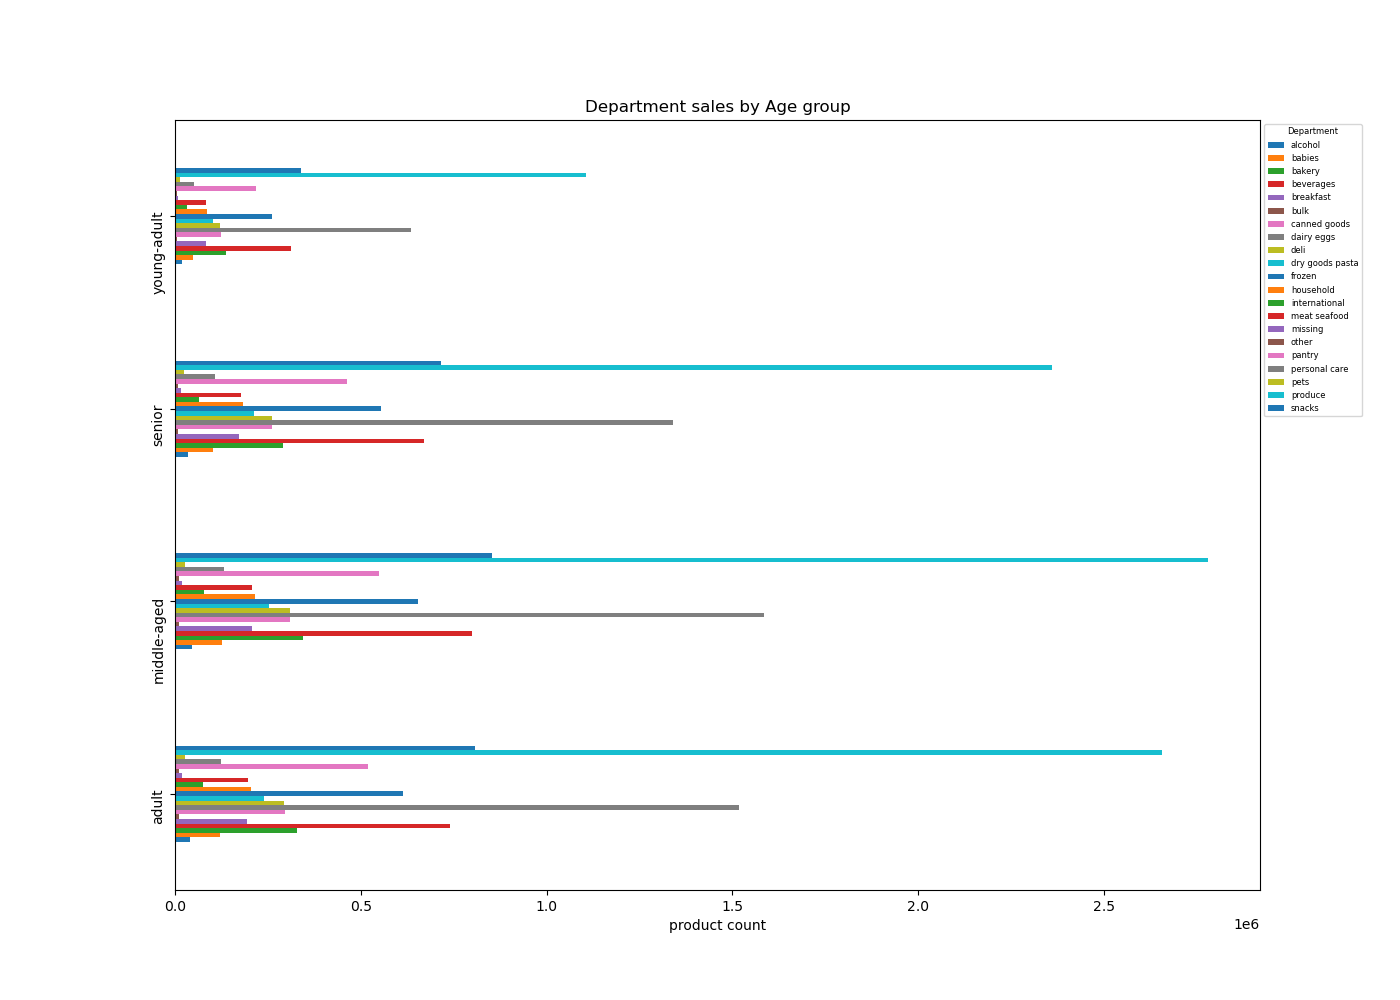 Department sales by Age group
Department
alcohol
babies
bakery
beverages
breakfast
bulk
canned goods
dairy eggs
deli
dry goods pasta
frozen
household
international
meat seafood
missing
other
pantry
personal care
pets
produce
snacks
young-adult
senior
middle-aged
adult
0.0 0.5 1.0 1.5 2.0 2.5
product count
1e6